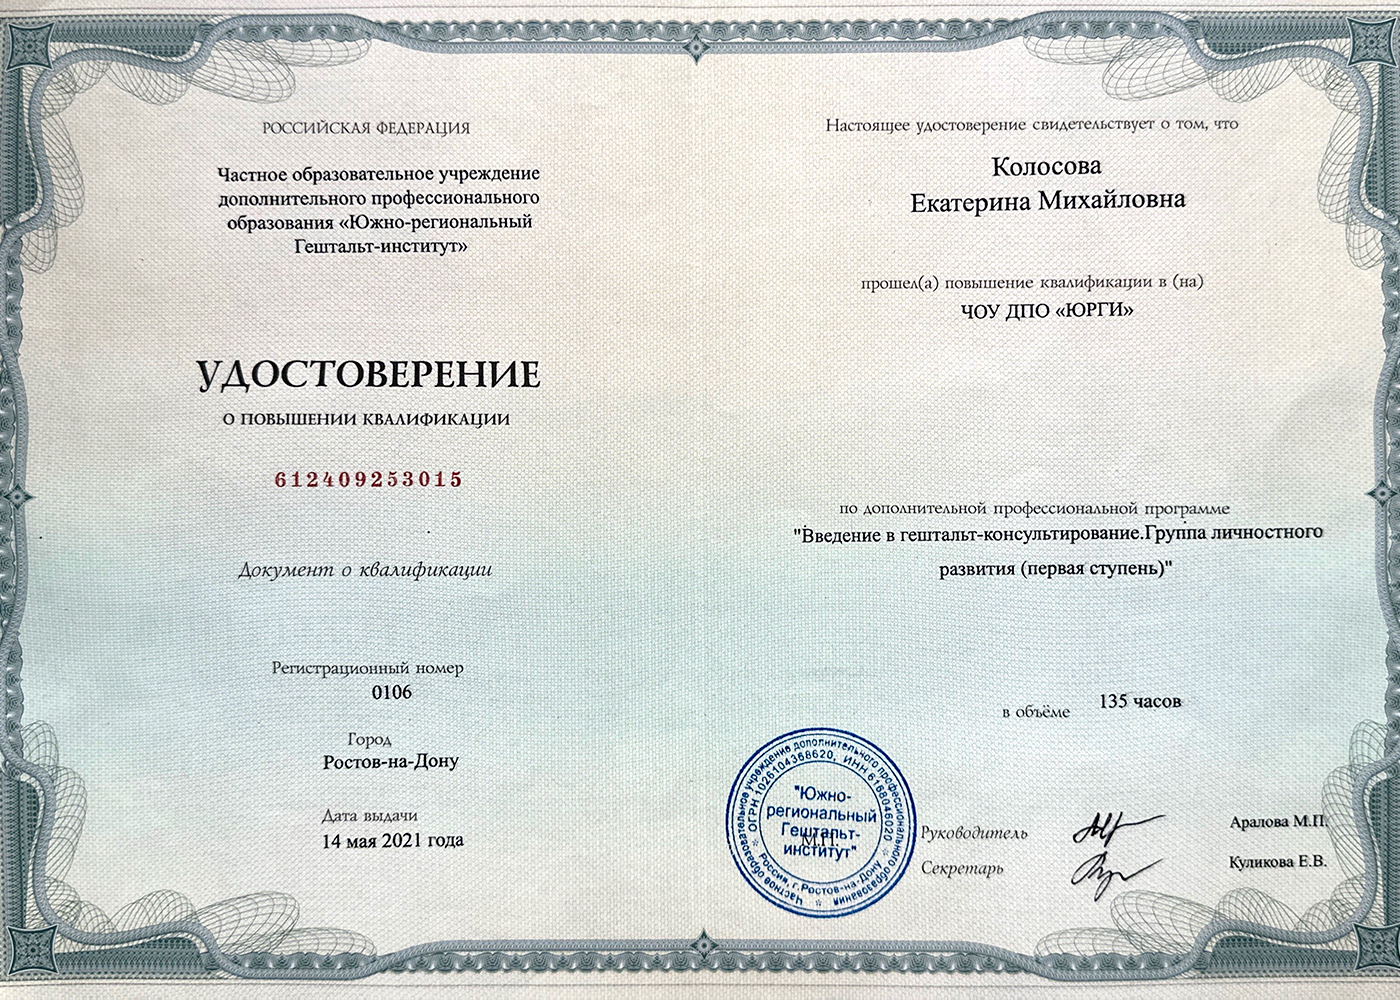 РОССИЙСКАЯ ФЕДЕРАЦИЯ
Частное образовательное учреждение
дополнительного профессионального
образования «Южно-региональный
Гештальт-институт»
УДОСТОВЕРЕНИЕ
О ПОВЫШЕНИИ КВАЛИФИКАЦИИ
612409253015
Документ о квалификации
Регистрационный номер
0106
Город
Ростов-на-Дону
Дата выдачи
14 мая 2021 года
Настоящее удостоверение свидетельствует о том, что
Колосова
Екатерина Михайловна
прошел(а) повышение квалификации в (на)
ЧОУ ДПО «ЮРГИ»
по дополнительной профессиональной программе
"Введение в гештальт-консультирование.Группа личностного
развития (первая ступень)"
в объёме 135 часов
Частное образовательное учреждение дополнительного профессионального образования
ОГРН 1026104368620, ИНН 6168046020
Россия, г.Ростов-на-Дону
"Южно-
региональный
Гештальт-
институт"
М.П.
Руководитель Аралова М.П.
Секретарь Куликова Е.В.